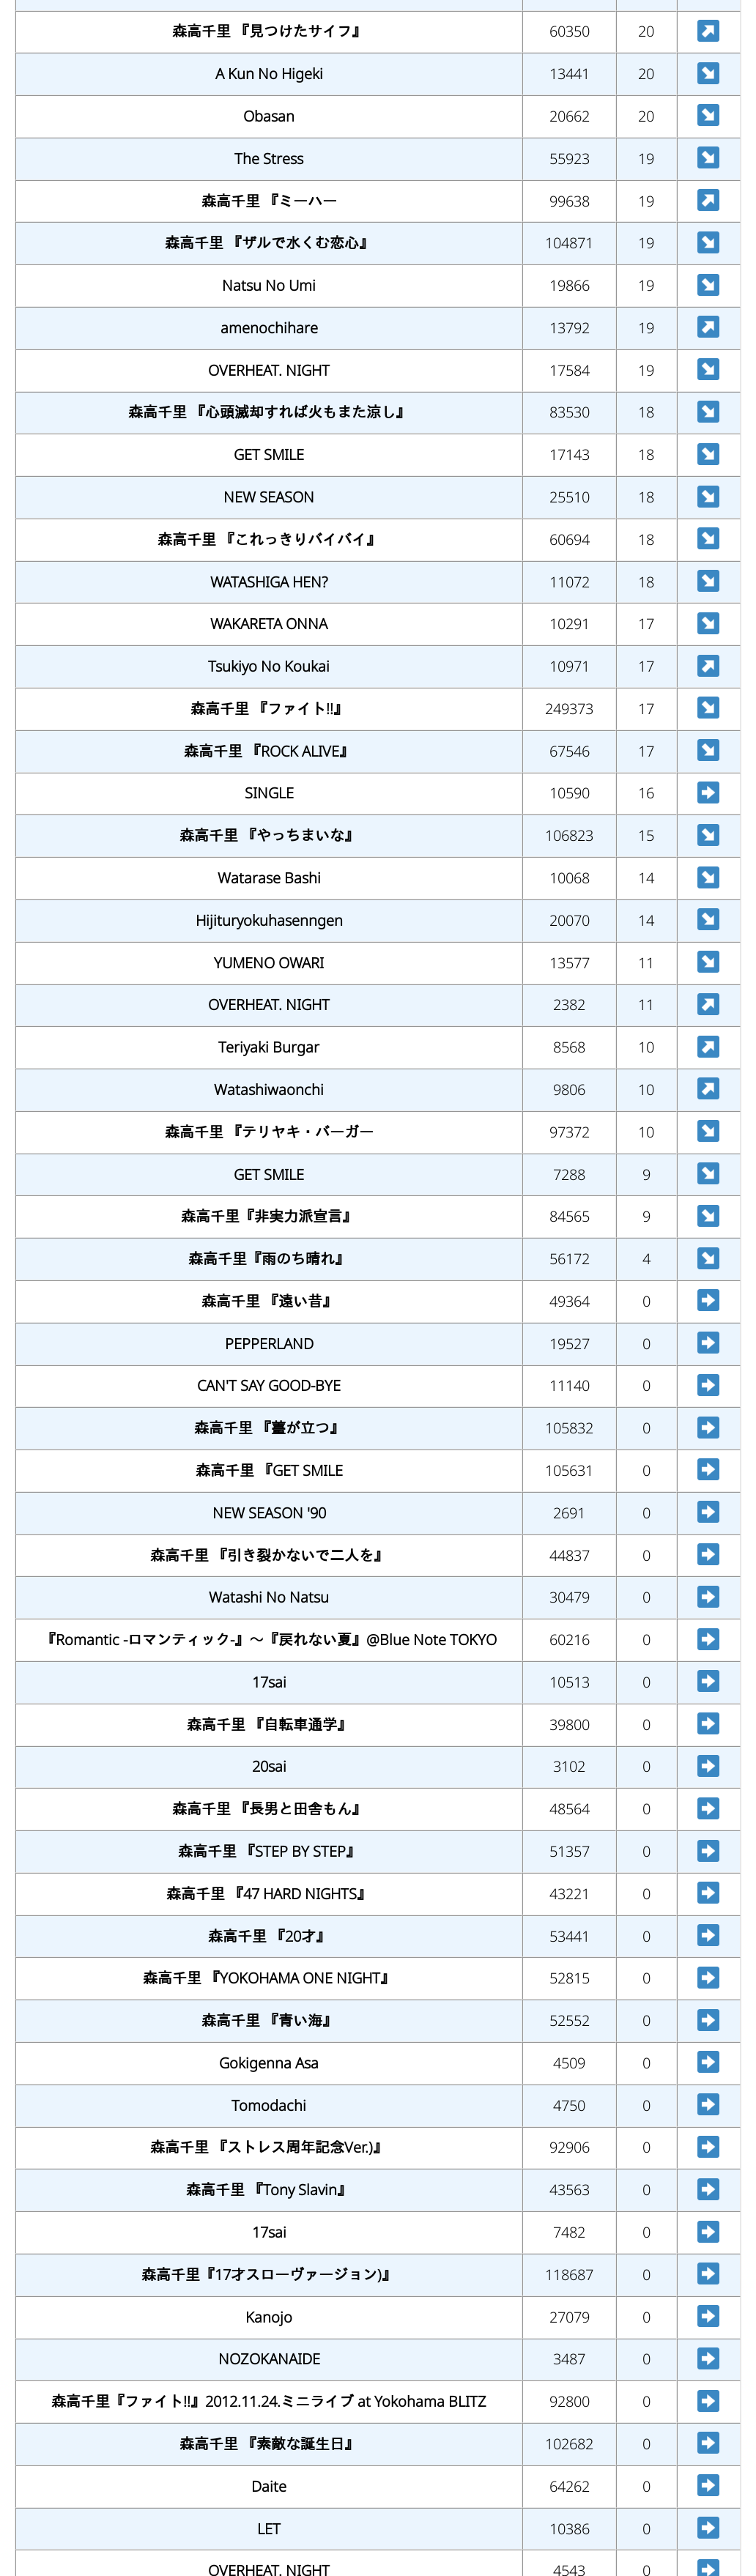 森高千里 『見つけたサイフ』 60350 20
A Kun No Higeki 13441 20
Obasan 20662 20
The Stress 55923 19
森高千里 『ミーハー 99638 19
森高千里 『ザルで水くむ恋心』 104871 19
Natsu No Umi 19866 19
amenochihare 13792 19
OVERHEAT. NIGHT 17584 19
森高千里 『心頭滅却すれば火もまた涼し』 83530 18
GET SMILE 17143 18
NEW SEASON 25510 18
森高千里 『これっきりバイバイ』 60694 18
WATASHIGA HEN? 11072 18
WAKARETA ONNA 10291 17
Tsukiyo No Koukai 10971 17
森高千里 『ファイト!!』 249373 17
森高千里 『ROCK ALIVE』 67546 17
SINGLE 10590 16
森高千里 『やっちまいな』 106823 15
Watarase Bashi 10068 14
Hijituryokuhasenngen 20070 14
YUMENO OWARI 13577 11
OVERHEAT. NIGHT 2382 11
Teriyaki Burgar 8568 10
Watashiwaonchi 9806 10
森高千里 『テリヤキ・バーガー 97372 10
GET SMILE 7288 9
森高千里『非実力派宣言』 84565 9
森高千里『雨のち晴れ』 56172 4
森高千里 『遠い昔』 49364 0
PEPPERLAND 19527 0
CAN'T SAY GOOD-BYE 11140 0
森高千里 『薹が立つ』 105832 0
森高千里 『GET SMILE 105631 0
NEW SEASON '90 2691 0
森高千里 『引き裂かないで二人を』 44837 0
Watashi No Natsu 30479 0
『Romantic -ロマンティック-』～『戻れない夏』@Blue Note TOKYO 60216 0
17sai 10513 0
森高千里 『自転車通学』 39800 0
20sai 3102 0
森高千里 『長男と田舎もん』 48564 0
森高千里 『STEP BY STEP』 51357 0
森高千里 『47 HARD NIGHTS』 43221 0
森高千里 『20才』 53441 0
森高千里 『YOKOHAMA ONE NIGHT』 52815 0
森高千里 『青い海』 52552 0
Gokigenna Asa 4509 0
Tomodachi 4750 0
森高千里 『ストレス周年記念Ver.)』 92906 0
森高千里 『Tony Slavin』 43563 0
17sai 7482 0
森高千里『17才スローヴァージョン)』 118687 0
Kanojo 27079 0
NOZOKANAIDE 3487 0
森高千里『ファイト!!』2012.11.24.ミニライブ at Yokohama BLITZ 92800 0
森高千里 『素敵な誕生日』 102682 0
Daite 64262 0
LET 10386 0
OVERHEAT. NIGHT 4543 0